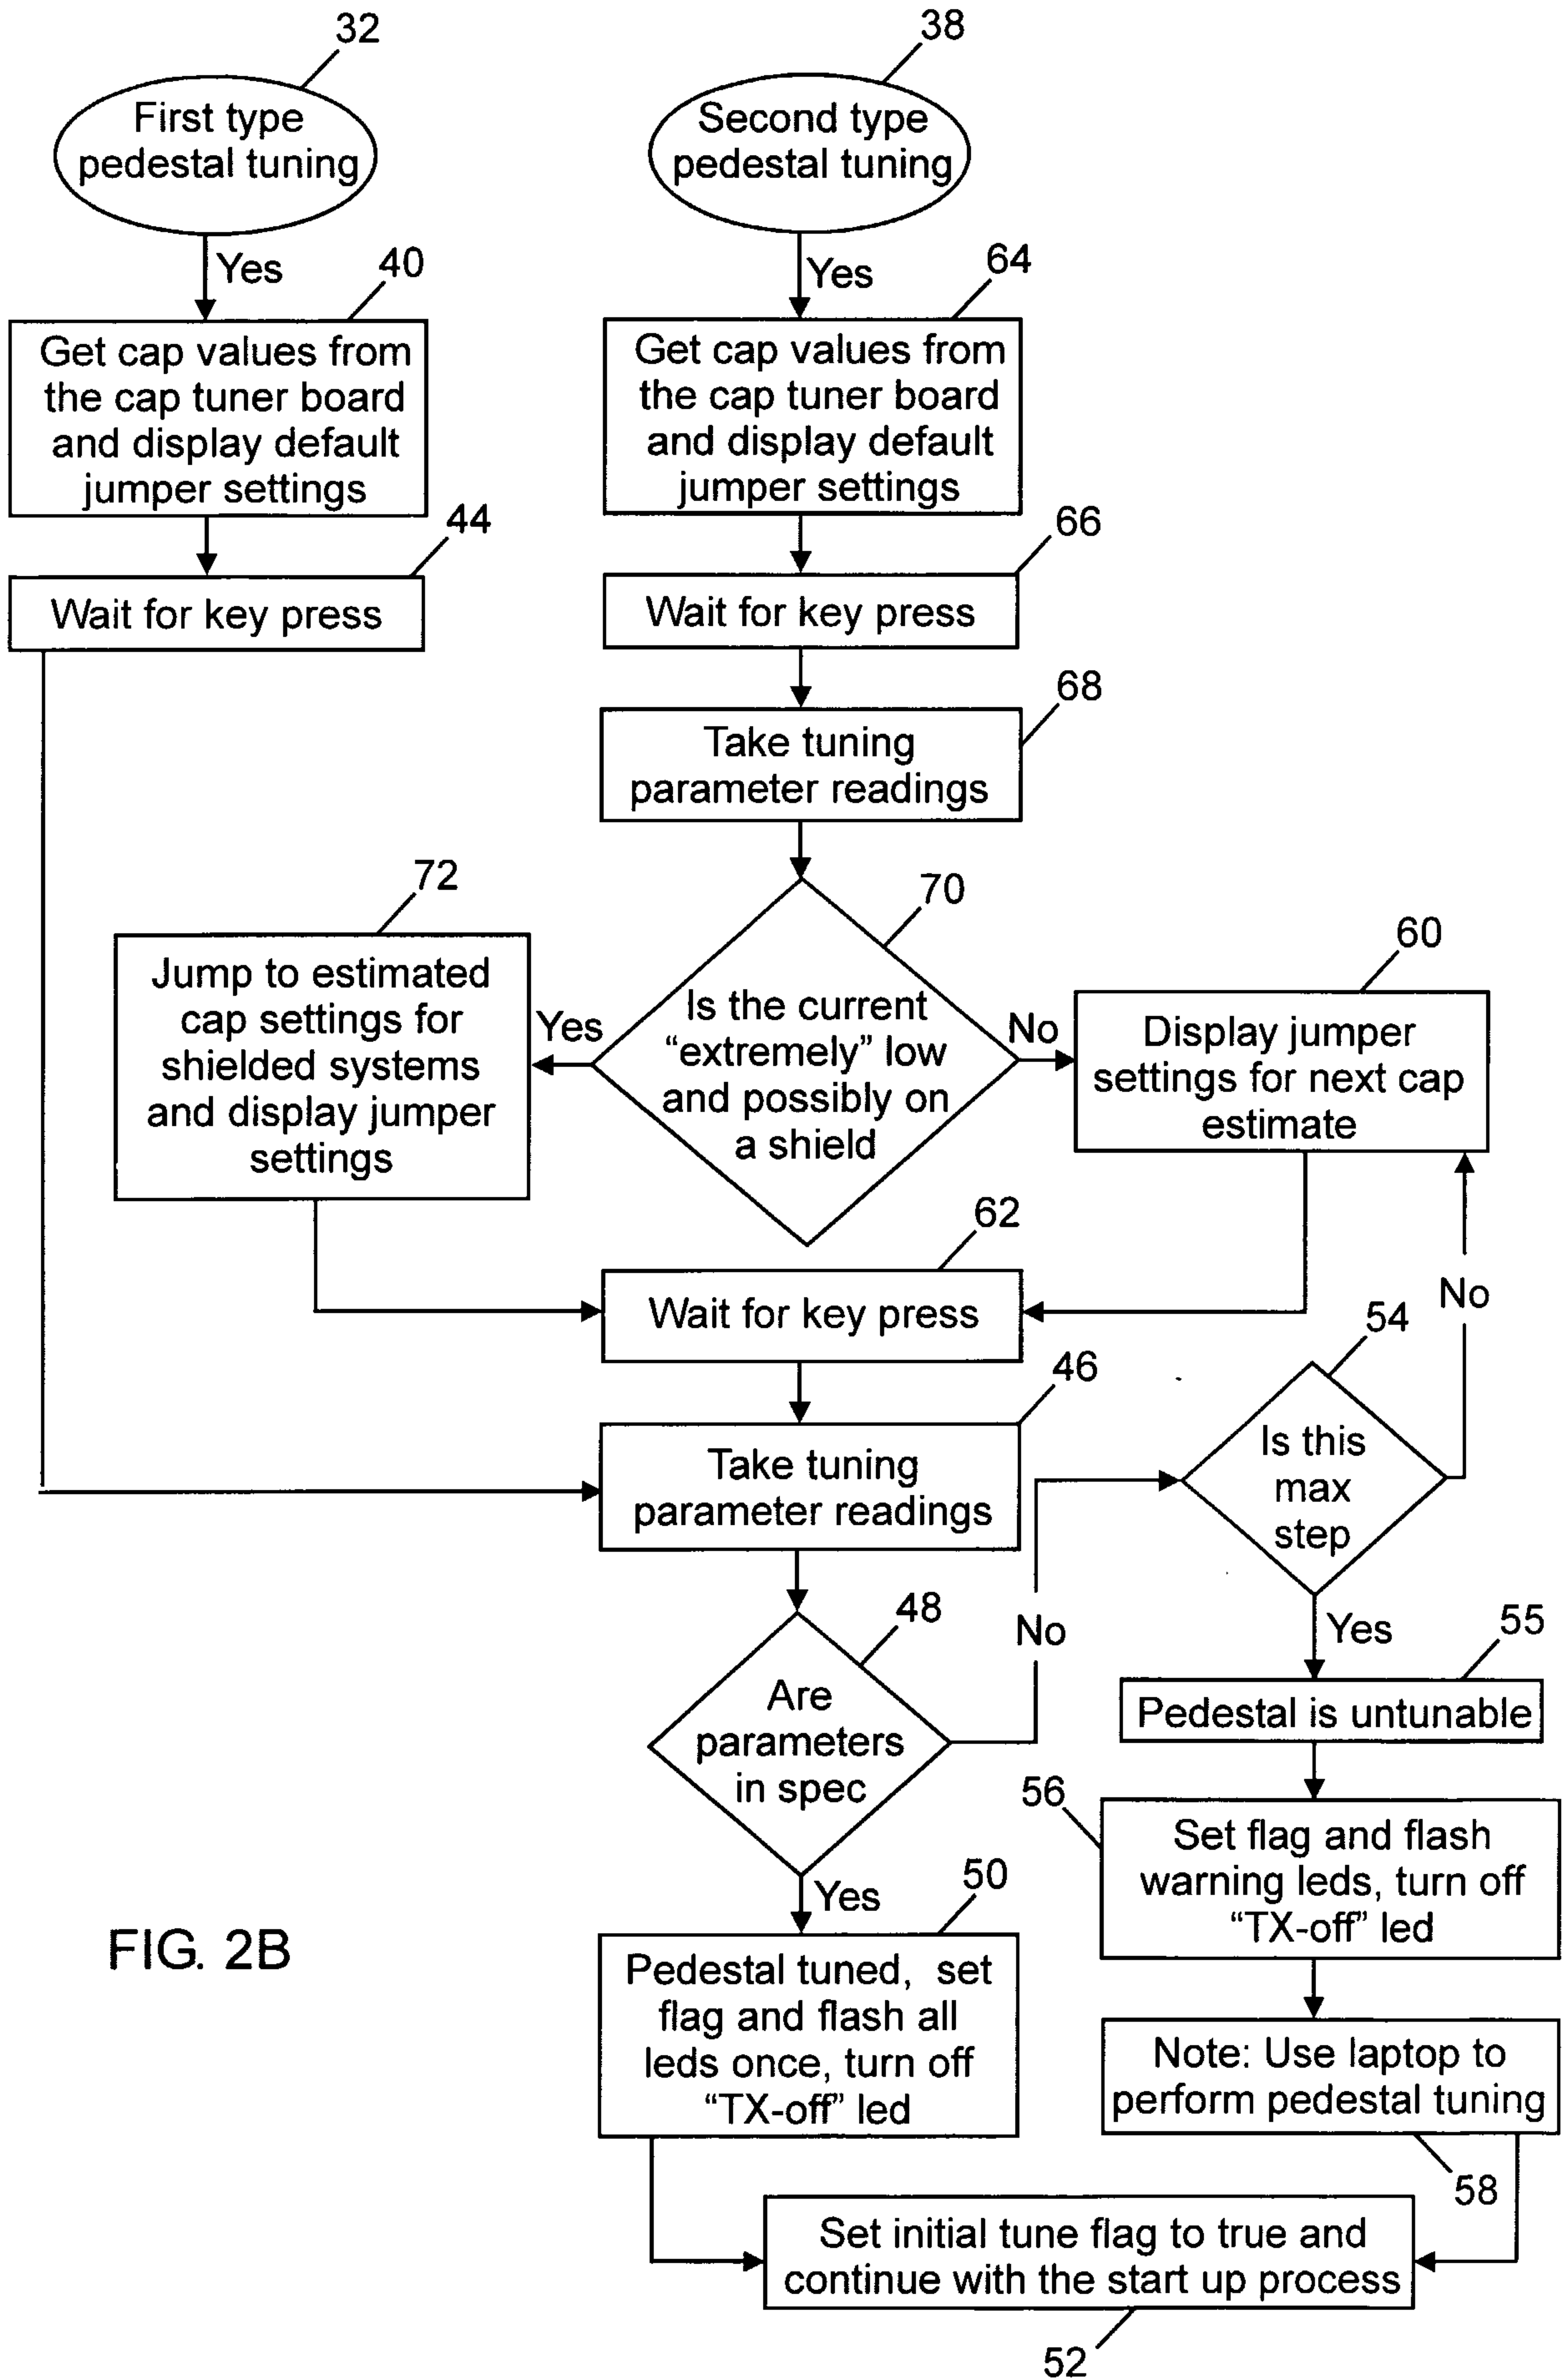 32
38
First type
pedestal tuning
Second type
pedestal tuning
Yes
40
Yes
64
Get cap values from
the cap tuner board
and display default
jumper settings
Get cap values from
the cap tuner board
and display default
jumper settings
44
66
Wait for key press
Wait for key press
68
Take tuning
parameter readings
72
70
60
Jump to estimated
cap settings for
shielded systems
and display jumper
settings
Yes
Is the current
“extremely” low
and possibly on
a shield
No
Display jumper
settings for next cap
estimate
62
Wait for key press
No
54
46
Take tuning
parameter readings
Is this
max
step
48
No
Yes
55
Are
parameters
in spec
Pedestal is untunable
56
Set flag and flash
warning leds, turn off
“TX-off” led
Yes
50
FIG. 2B
Pedestal tuned, set
flag and flash all
leds once, turn off
“TX-off” led
Note: Use laptop to
perform pedestal tuning
58
Set initial tune flag to true and
continue with the start up process
52